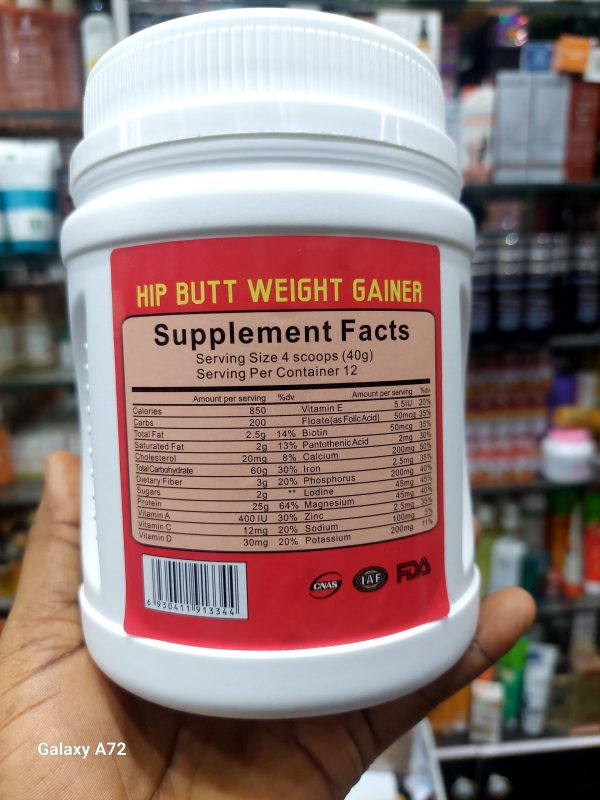 HIP BUTT WEIGHT GAINER
Supplement Facts
Serving Size 4 scoops (40g)
Serving Per Container 12
Amount per serving %dv
Calories 850
Carbs 200
Total Fat 2.5g 14%
Saturated Fat 2g 13%
Cholesterol 20mg 8%
Total Carbohydrate 60g 30%
Dietary Fiber 3g 20%
Sugars 2g **
Protein 25g 64%
Vitamin A 400 IU 30%
Vitamin C 12mg 20%
Vitamin D 30mg 20%
Amount per serving %dv
Vitamin E 5.5IU 20%
Floate(as FolicAcid) 50mcg 35%
Biotin 50mcg 35%
PantothenicAcid 2mg 30%
Calcium 200mg 50%
Iron 2.5mg 35%
Phosphorus 200mg 40%
Lodine 45mg 45%
Magnesium 45mg 40%
Zinc 2.5mg 35%
Sodium 100mg 5%
Potassium 200mg 11%
6 930411 913344
CNAS
IAF
FDA
Galaxy A72